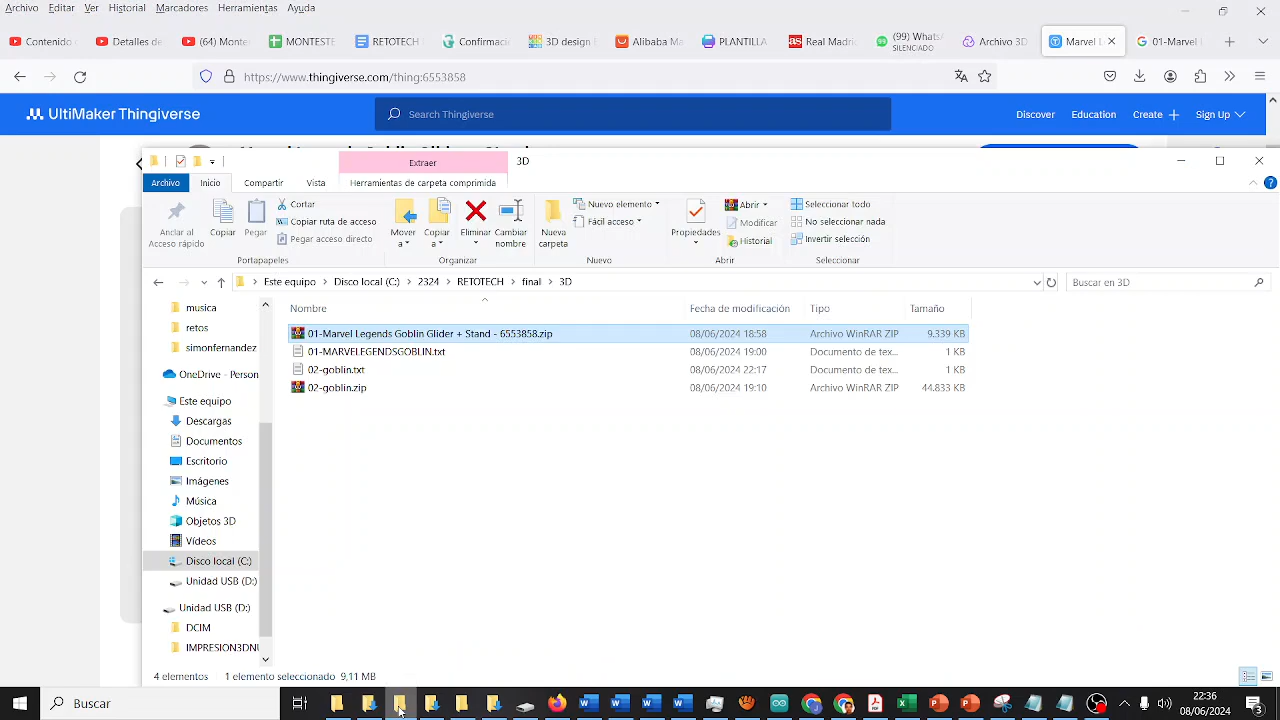 Archivo Editar Ver Historial Marcadores Herramientas Ayuda
Contenido Detalles de (64) Monte MONTESTE RETOTECH Confirmaci 3D design Alibaba Ma PLANTILLA Real Madri (99) Whats SILENCIADO Archivo 3D Marvel L 01-Marvel
https://www.thingiverse.com/thing:6553858
UltiMaker Thingiverse Search Thingiverse Discover Education Create Sign Up
Extraer 3D
Archivo Inicio Compartir Vista Herramientas de carpeta comprimida
Anclar al Acceso rápido
Copiar
Pegar
Cortar
Copiar ruta de acceso
Pegar acceso directo
Mover a
Copiar a
Eliminar
Cambiar nombre
Nueva carpeta
Nuevo elemento
Fácil acceso
Propiedades
Abrir
Modificar
Historial
Seleccionar todo
No seleccionar nada
Invertir selección
Portapapeles Organizar Nuevo Abrir Seleccionar
Este equipo > Disco local (C:) > 2324 > RETOTECH > final > 3D Buscar en 3D
Nombre Fecha de modificación Tipo Tamaño
01-Marvel Legends Goblin Glider + Stand - 6553858.zip 08/06/2024 18:58 Archivo WinRAR ZIP 9.339 KB
01-MARVELEGENDSGOBLIN.txt 08/06/2024 19:00 Documento de tex... 1 KB
02-goblin.txt 08/06/2024 22:17 Documento de tex... 1 KB
02-goblin.zip 08/06/2024 19:10 Archivo WinRAR ZIP 44.833 KB
musica
retos
simonfernandez
OneDrive - Person
Este equipo
Descargas
Documentos
Escritorio
Imágenes
Música
Objetos 3D
Vídeos
Disco local (C:)
Unidad USB (D:)
Unidad USB (D:)
DCIM
IMPRESION3DNU
4 elementos 1 elemento seleccionado 9,11 MB
Buscar
22:36
08/06/2024
3